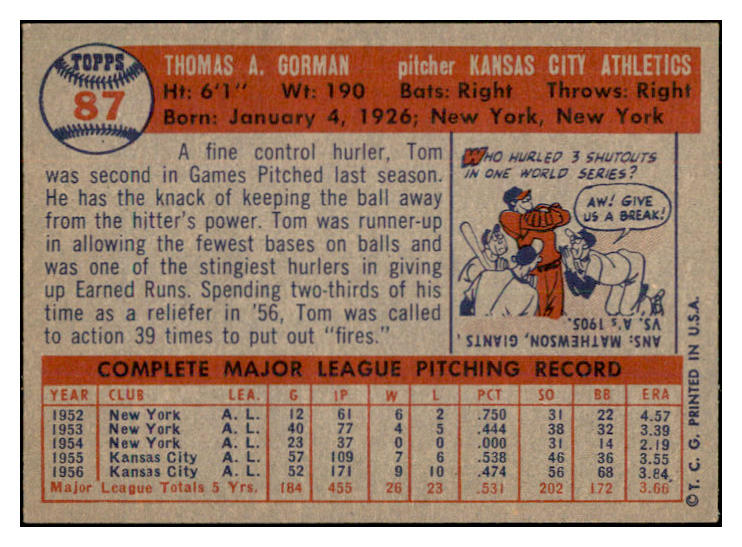 TOPPS
87
THOMAS A. GORMAN pitcher KANSAS CITY ATHLETICS
Ht: 6'1" Wt: 190 Bats: Right Throws: Right
Born: January 4, 1926; New York, New York
A fine control hurler, Tom
was second in Games Pitched last season.
He has the knack of keeping the ball away
from the hitter's power. Tom was runner-up
in allowing the fewest bases on balls and
was one of the stingiest hurlers in giving
up Earned Runs. Spending two-thirds of his
time as a reliefer in '56, Tom was called
to action 39 times to put out "fires."
WHO HURLED 3 SHUTOUTS
IN ONE WORLD SERIES?
AW! GIVE
US A BREAK!
ANS: MATHEWSON, GIANTS,
VS. A's 1905.
COMPLETE MAJOR LEAGUE PITCHING RECORD
YEAR CLUB LEA. G IP W L PCT SO BB ERA
1952 New York A. L. 12 61 6 2 .750 31 22 4.57
1953 New York A. L. 40 77 4 5 .444 38 32 3.39
1954 New York A. L. 23 37 0 0 .000 31 14 2.19
1955 Kansas City A. L. 57 109 7 6 .538 46 36 3.55
1956 Kansas City A. L. 52 171 9 10 .474 56 68 3.84
Major League Totals 5 Yrs. 184 455 26 23 .531 202 172 3.66
© T. C. G. PRINTED IN U.S.A.